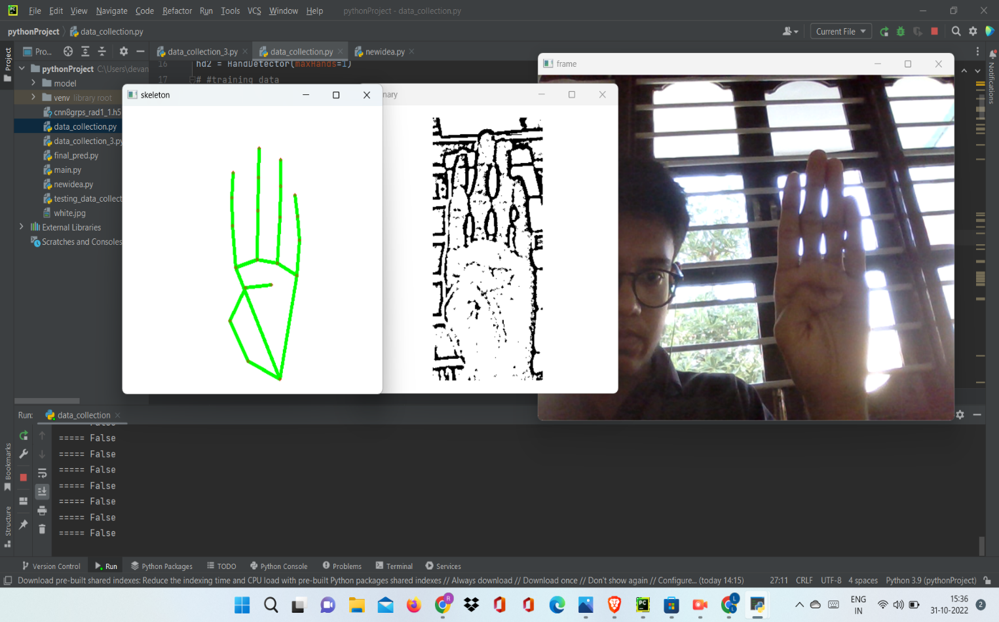 PC File Edit View Navigate Code Refactor Run Tools VCS Window Help pythonProject - data_collection.py
pythonProject data_collection.py Current File
Project Pro... data_collection_3.py data_collection.py newidea.py
16 hd2 = HandDetector(maxHands=1)
17 # #training data
pythonProject C:\Users\devan
model
venv library root
cnn8grps_rad1_1.h5
data_collection.py
data_collection_3.py
final_pred.py
main.py
newidea.py
testing_data_collect
white.jpg
External Libraries
Scratches and Consoles
skeleton
nary
frame
Notifications
Run: data_collection
===== False
===== False
===== False
===== False
===== False
===== False
===== False
===== False
Bookmarks
Structure
Version Control Run Python Packages TODO Python Console Problems Terminal Services
Download pre-built shared indexes: Reduce the indexing time and CPU load with pre-built Python packages shared indexes // Always download // Download once // Don't show again // Configure... (today 14:15) 27:11 CRLF UTF-8 4 spaces Python 3.9 (pythonProject)
R
L
L
PC
ENG
IN
15:36
31-10-2022
2